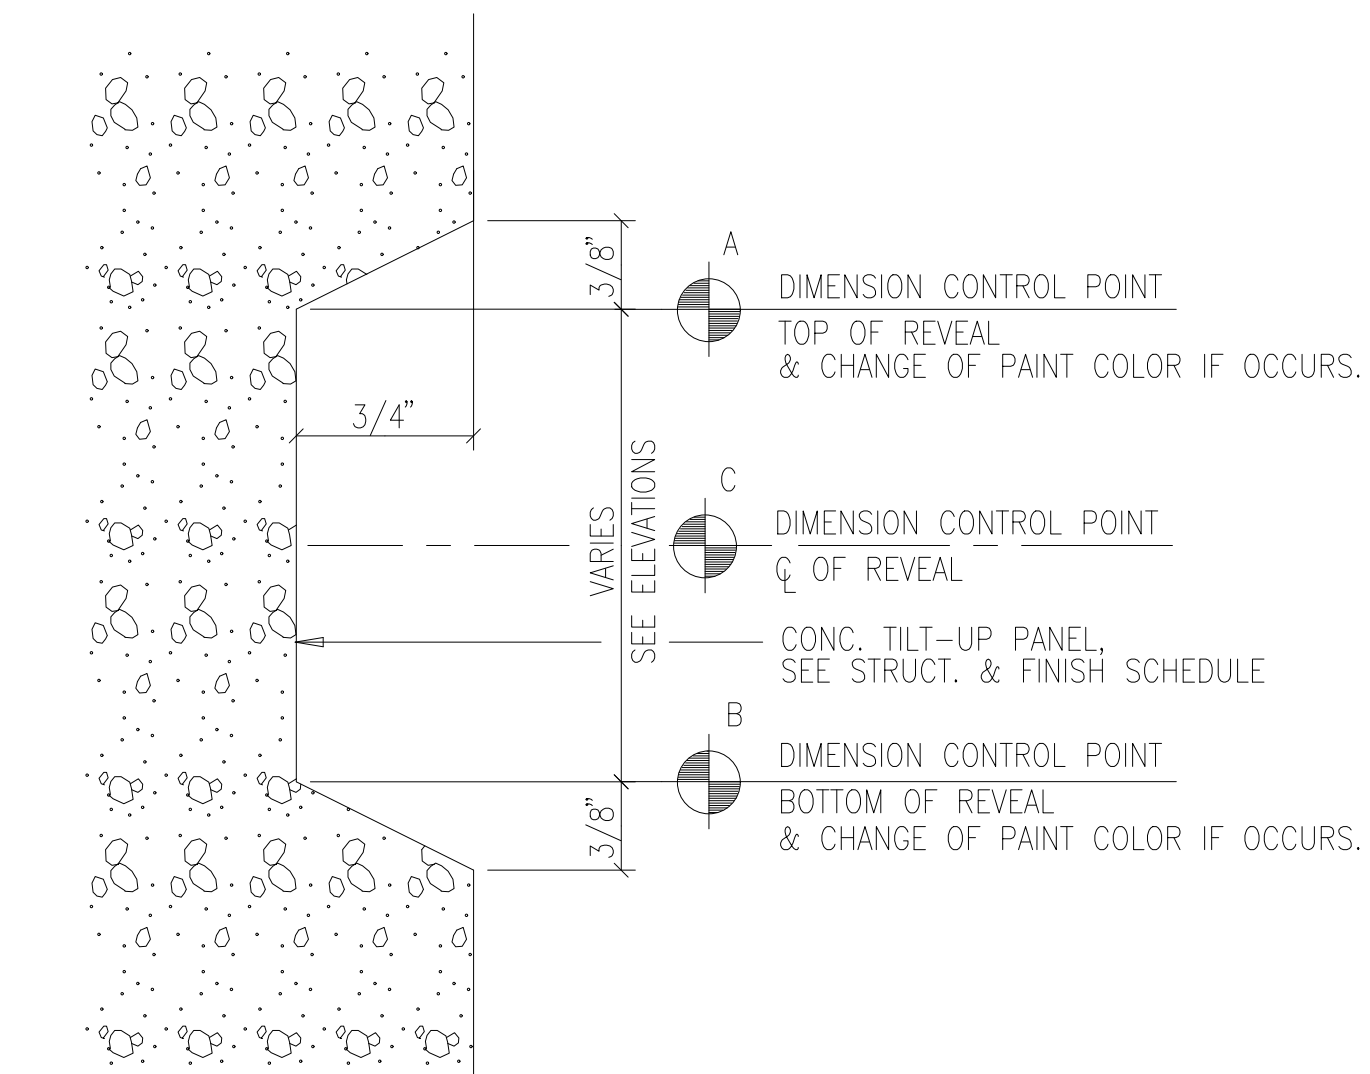 A
3/8"
DIMENSION CONTROL POINT
TOP OF REVEAL
& CHANGE OF PAINT COLOR IF OCCURS.
3/4"
VARIES
SEE ELEVATIONS
C
DIMENSION CONTROL POINT
℄ OF REVEAL
CONC. TILT-UP PANEL,
SEE STRUCT. & FINISH SCHEDULE
B
DIMENSION CONTROL POINT
3/8"
BOTTOM OF REVEAL
& CHANGE OF PAINT COLOR IF OCCURS.